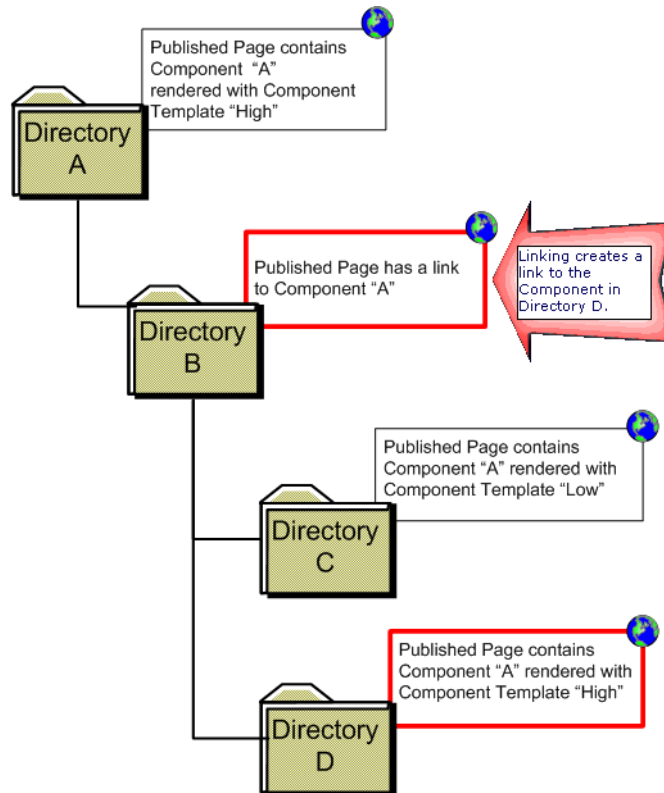 Published Page contains
Component “A”
rendered with Component
Template “High”
Directory
A
Published Page has a link
to Component “A”
Linking creates a
link to the
Component in
Directory D.
Directory
B
Published Page contains
Component “A” rendered with
Component Template “Low”
Directory
C
Published Page contains
Component “A” rendered with
Component Template “High”
Directory
D